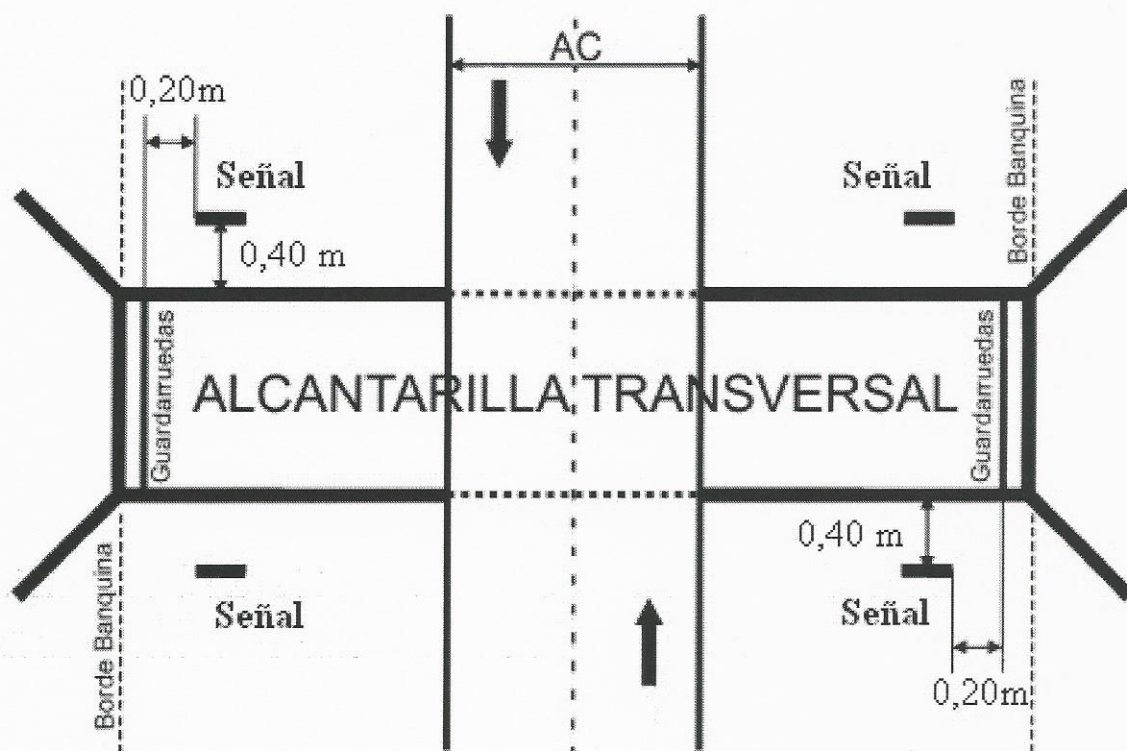 AC
0,20m
Señal
Señal
Borde Banquina
0,40 m
Guardarruedas
ALCANTARILLA TRANSVERSAL
Guardarruedas
0,40 m
Borde Banquina
Señal
Señal
0,20m